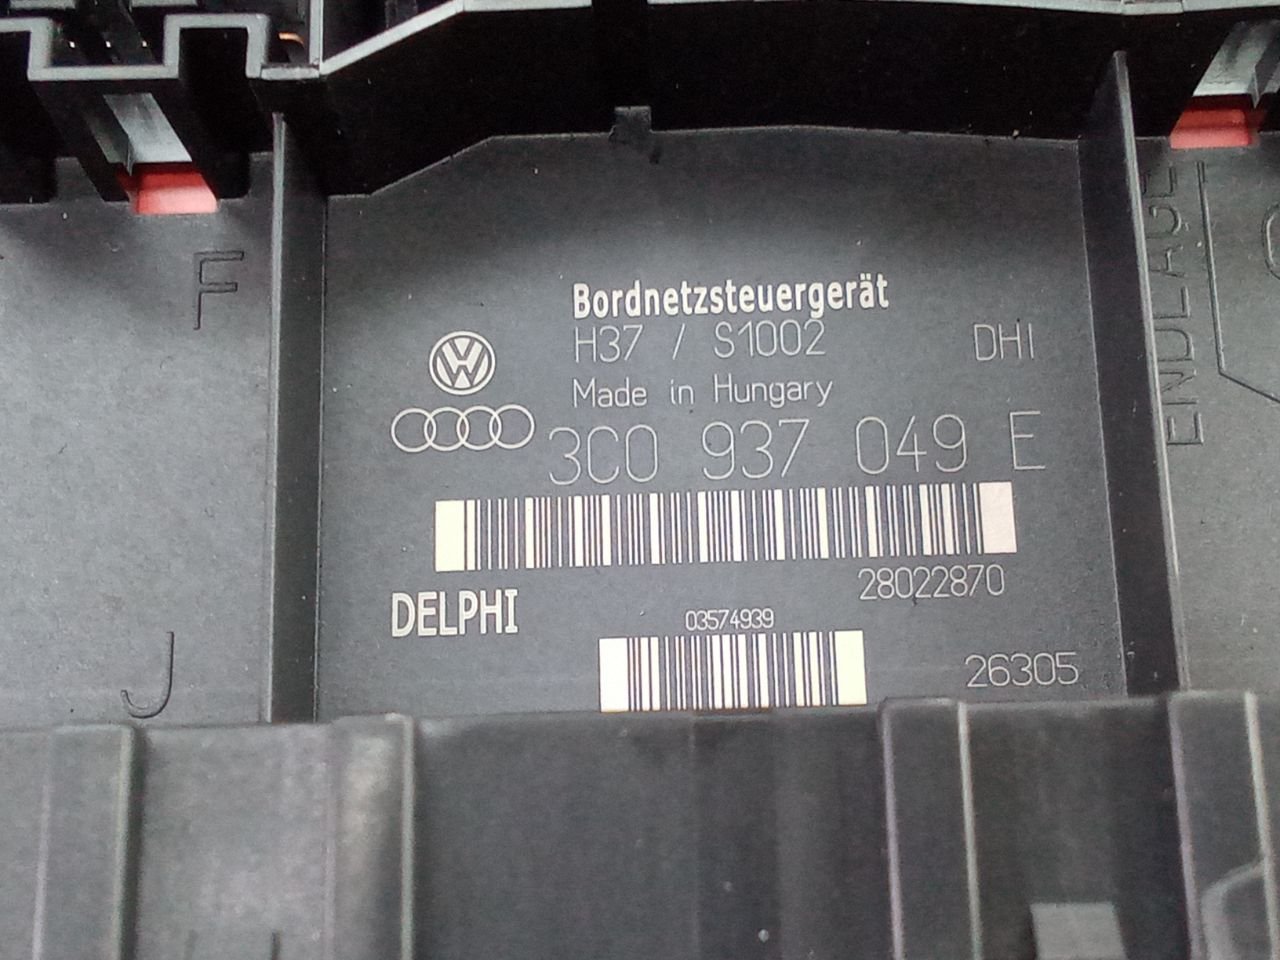 F
Bordnetzsteuergerät
H37 / S1002 DHI
Made in Hungary
3C0 937 049 E
28022870
DELPHI
03574939
26305
J
ENDLAGE